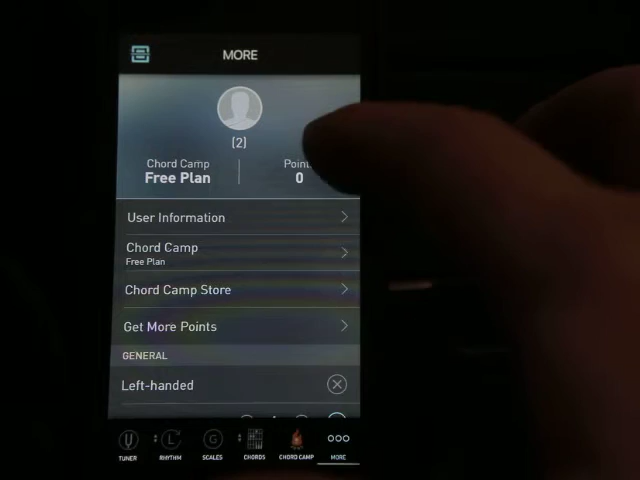 MORE
(2)
Chord Camp
Free Plan
Point
0
User Information
Chord Camp
Free Plan
Chord Camp Store
Get More Points
GENERAL
Left-handed
TUNER
RHYTHM
SCALES
CHORDS
CHORD CAMP
MORE